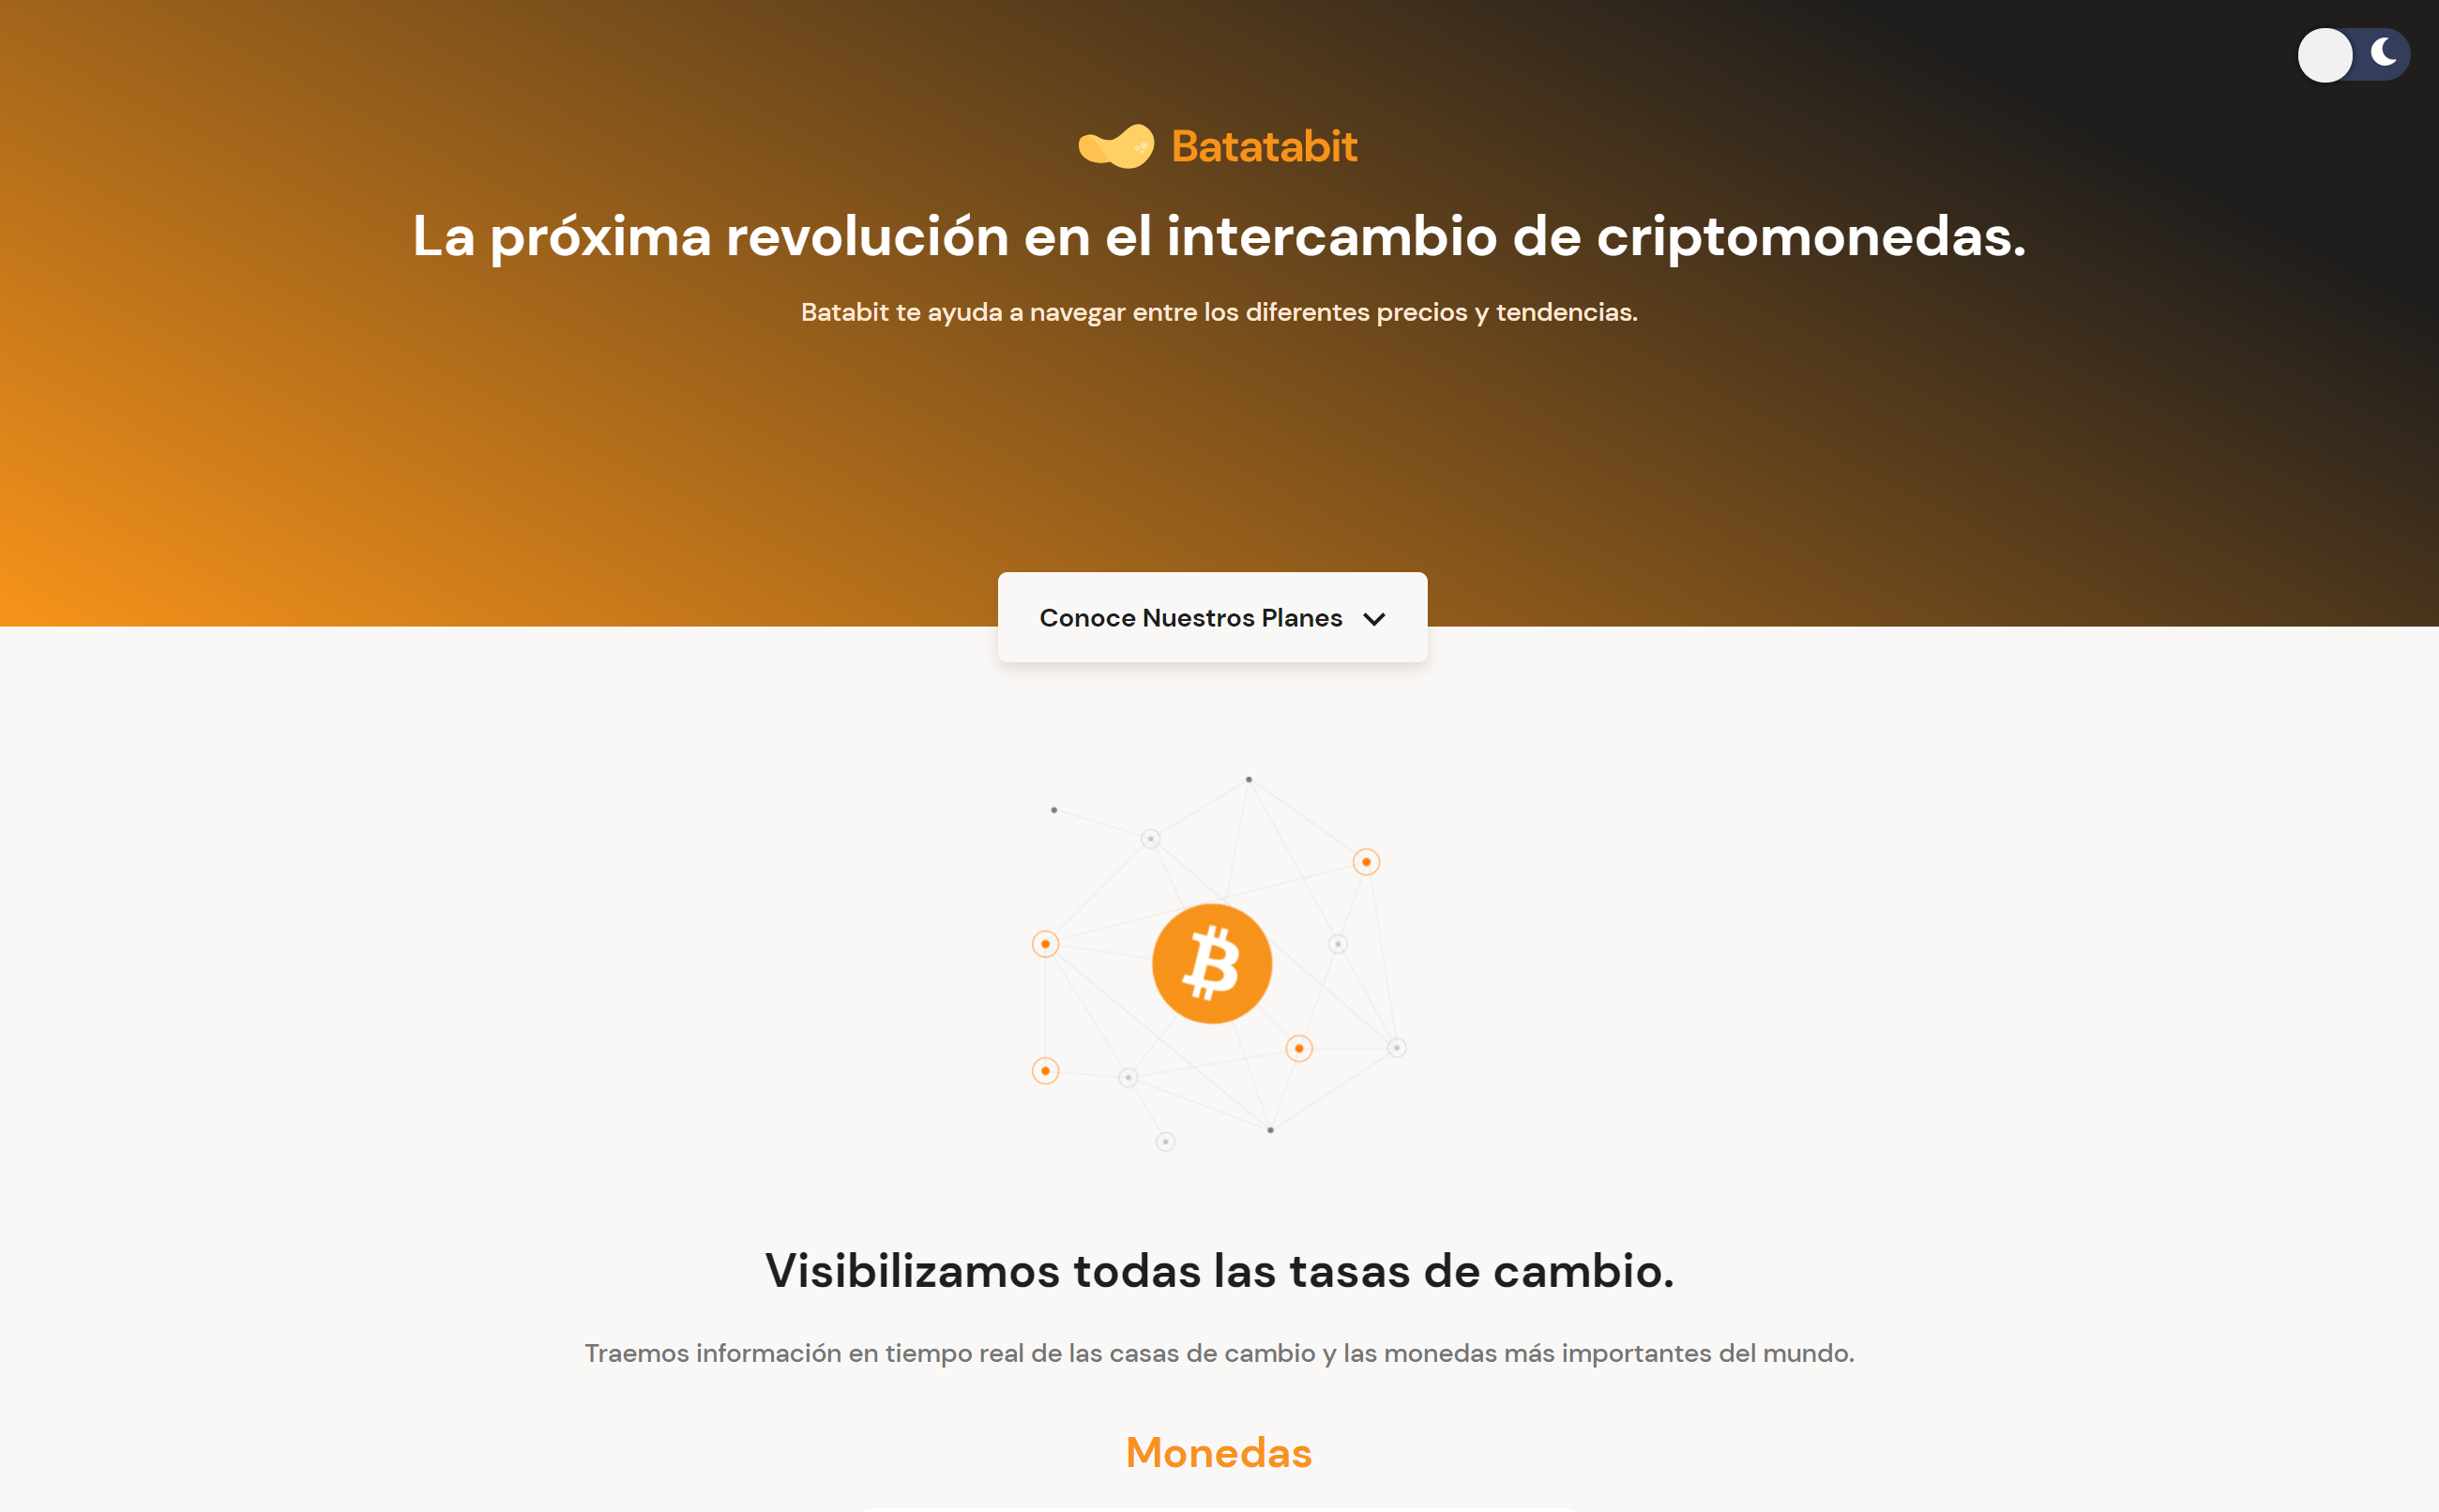 Batatabit
La próxima revolución en el intercambio de criptomonedas.
Batabit te ayuda a navegar entre los diferentes precios y tendencias.
Conoce Nuestros Planes
Visibilizamos todas las tasas de cambio.
Traemos información en tiempo real de las casas de cambio y las monedas más importantes del mundo.
Monedas